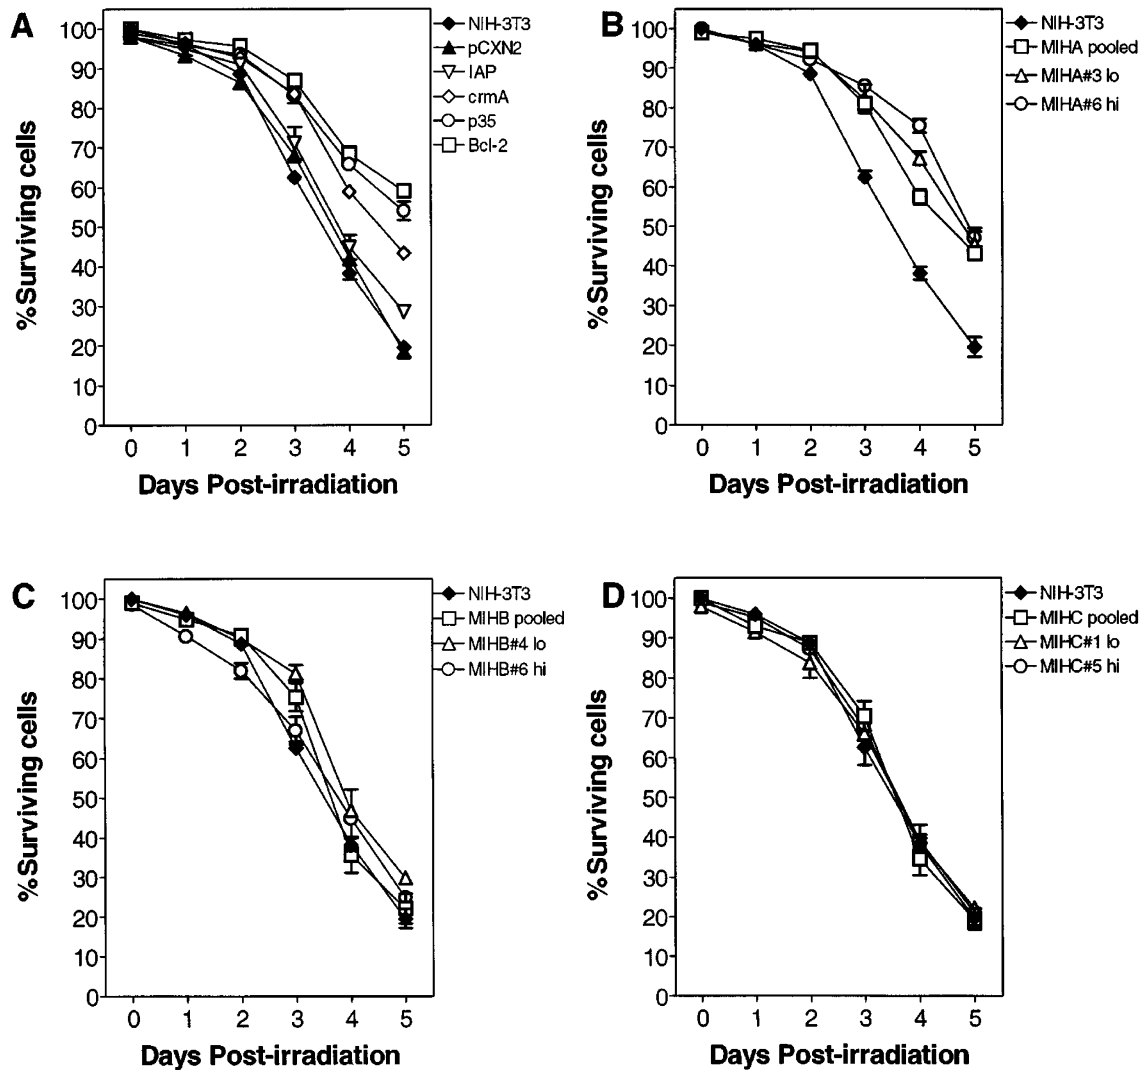 A
%Surviving cells
100
90
80
70
60
50
40
30
20
10
0
0 1 2 3 4 5
Days Post-irradiation
NIH-3T3
pCXN2
IAP
crmA
p35
Bcl-2
B
%Surviving cells
100
90
80
70
60
50
40
30
20
10
0
0 1 2 3 4 5
Days Post-irradiation
NIH-3T3
MIHA pooled
MIHA#3 lo
MIHA#6 hi
C
%Surviving cells
100
90
80
70
60
50
40
30
20
10
0
0 1 2 3 4 5
Days Post-irradiation
NIH-3T3
MIHB pooled
MIHB#4 lo
MIHB#6 hi
D
%Surviving cells
100
90
80
70
60
50
40
30
20
10
0
0 1 2 3 4 5
Days Post-irradiation
NIH-3T3
MIHC pooled
MIHC#1 lo
MIHC#5 hi